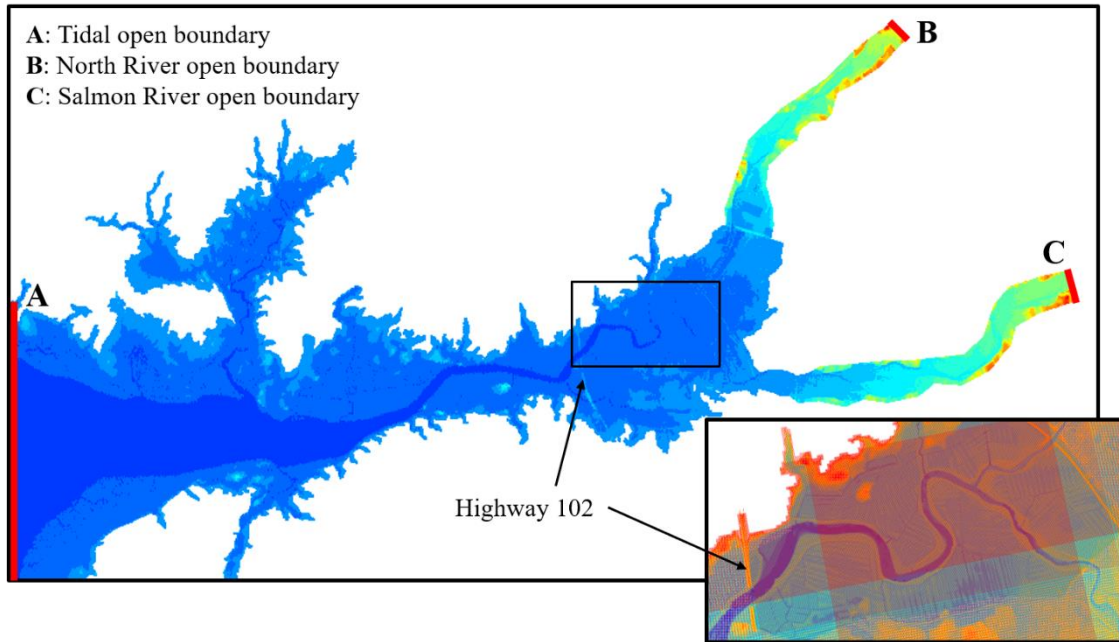 A: Tidal open boundary
B: North River open boundary
C: Salmon River open boundary
B
C
A
Highway 102